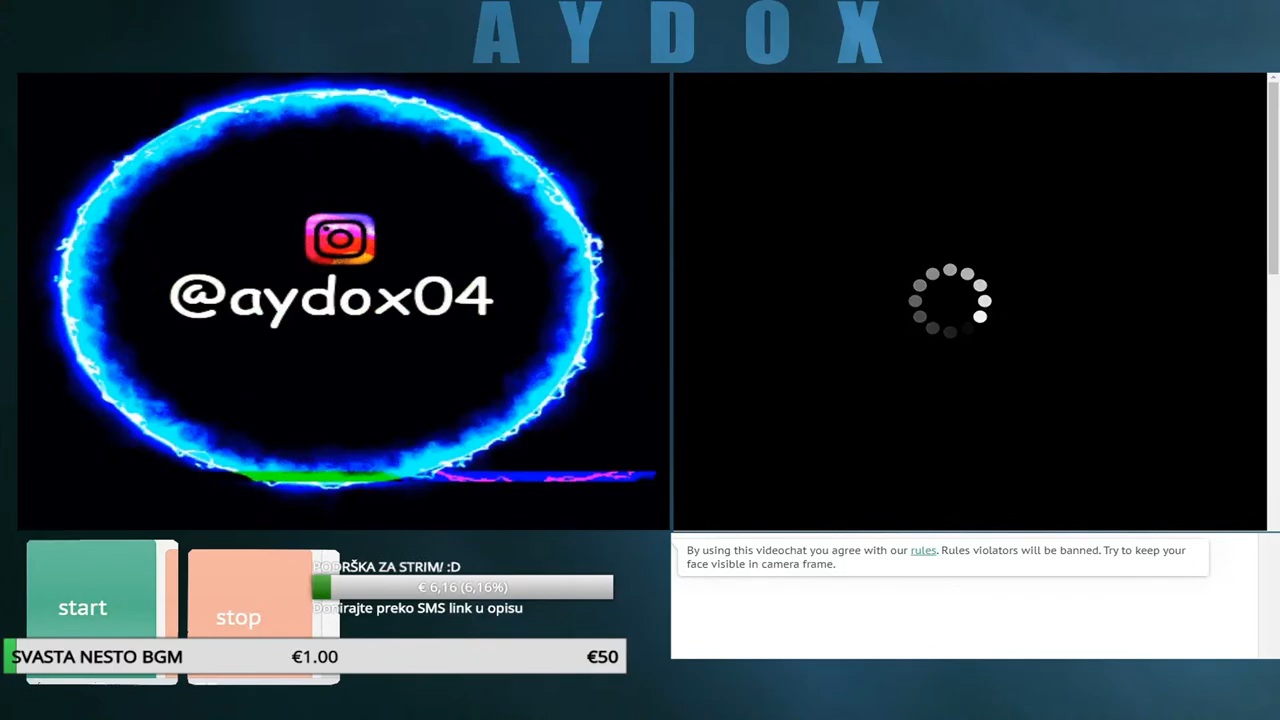 AYDOX
@aydox04
By using this videochat you agree with our rules. Rules violators will be banned. Try to keep your
face visible in camera frame.
start
stop
PODRŠKA ZA STRIM! :D
€ 6,16 (6,16%)
Donirajte preko SMS link u opisu
SVASTA NESTO BGM €1.00 €50